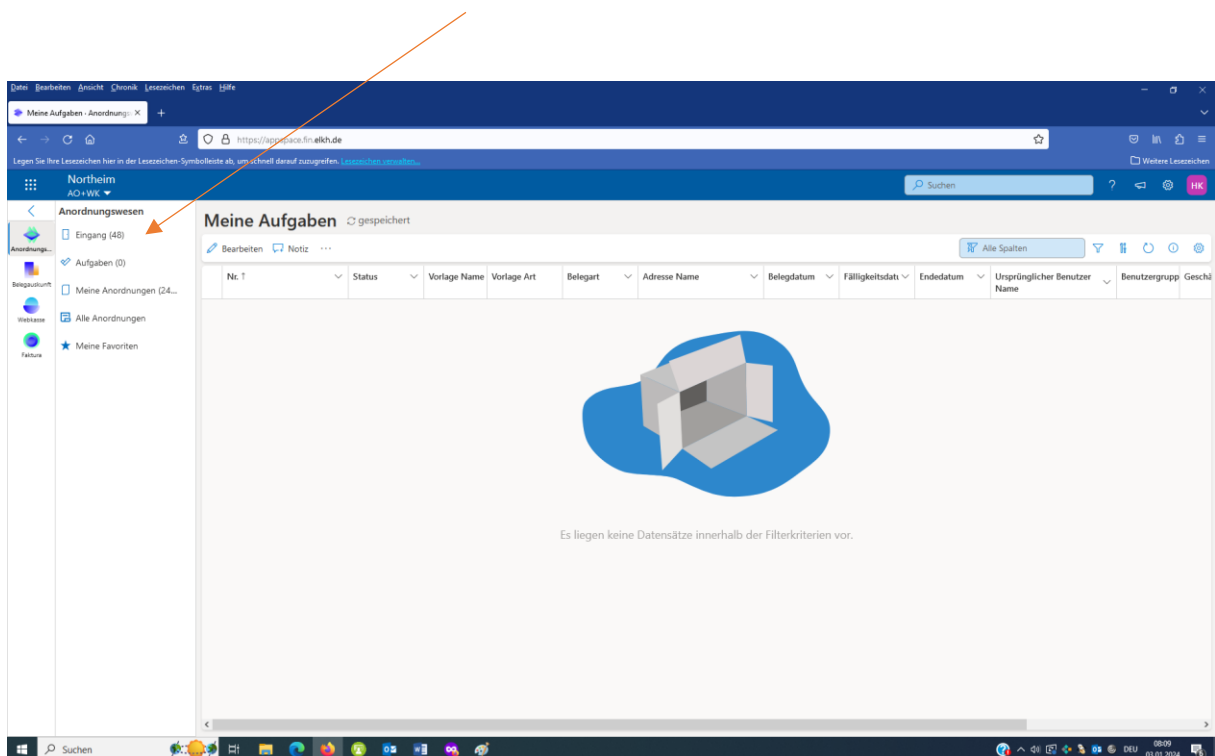 Datei Bearbeiten Ansicht Chronik Lesezeichen Extras Hilfe
Meine Aufgaben · Anordnungs
https://appspace.fin.elkh.de
Legen Sie Ihre Lesezeichen hier in der Lesezeichen-Symbolleiste ab, um schnell darauf zuzugreifen. Lesezeichen verwalten...
Weitere Lesezeichen
Northeim
AO+WK
Suchen
?
HK
Anordnungswesen
Anordnungs...
Belegauskunft
Webkasse
Faktura
Eingang (48)
Aufgaben (0)
Meine Anordnungen (24...
Alle Anordnungen
Meine Favoriten
Meine Aufgaben gespeichert
Bearbeiten Notiz ...
Alle Spalten
Nr. ↑ Status Vorlage Name Vorlage Art Belegart Adresse Name Belegdatum Fälligkeitsdatu Endedatum Ursprünglicher Benutzer Name Benutzergrupp Geschä
Es liegen keine Datensätze innerhalb der Filterkriterien vor.
Suchen
DEU
08:09
03.01.2024